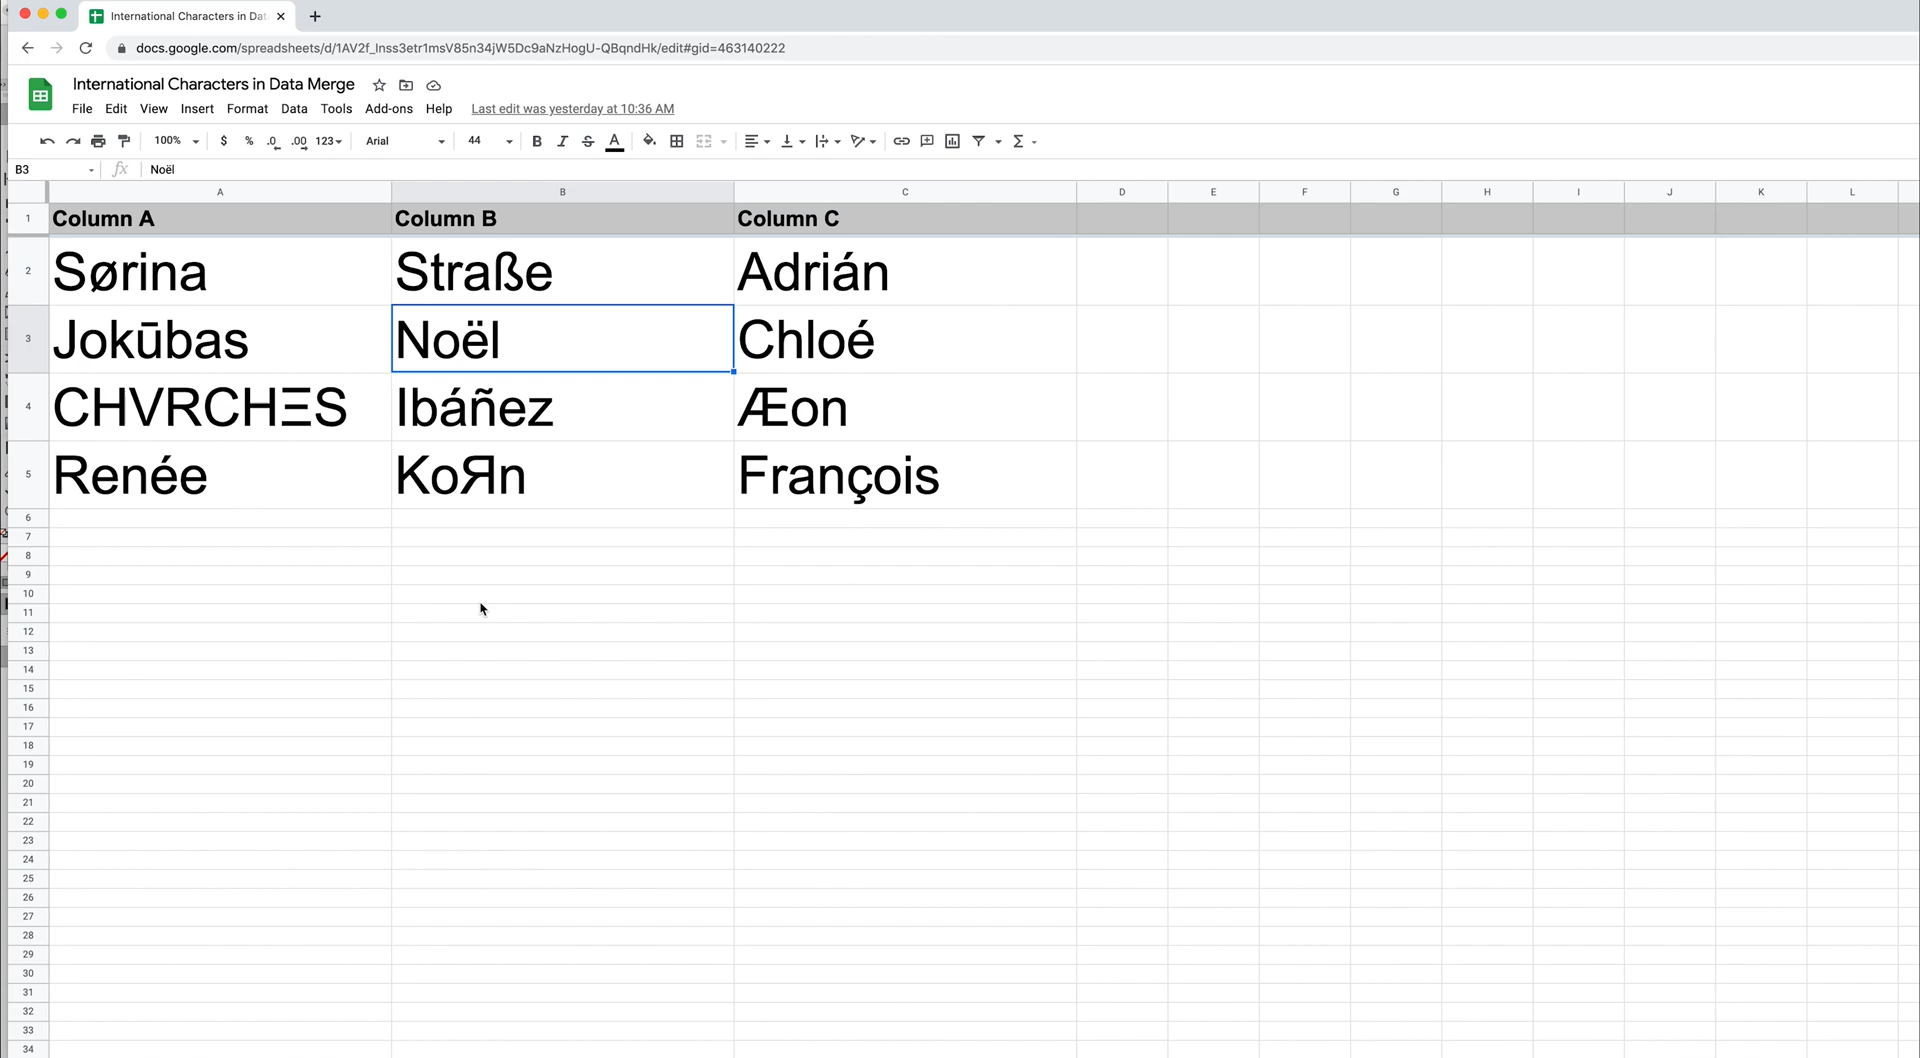 International Characters in Dat
docs.google.com/spreadsheets/d/1AV2f_lnss3etr1msV85n34jW5Dc9aNzHogU-QBqndHk/edit#gid=463140222
International Characters in Data Merge
File Edit View Insert Format Data Tools Add-ons Help Last edit was yesterday at 10:36 AM
100% $ % .0 .00 123 Arial 44 B I S A Σ
B3 fx Noël
A B C D E F G H I J K L
1 Column A Column B Column C
2 Sørina Straße Adrián
3 Jokūbas Noël Chloé
4 CHVRCHΞS Ibáñez Æon
5 Renée KoЯn François
6
7
8
9
10
11
12
13
14
15
16
17
18
19
20
21
22
23
24
25
26
27
28
29
30
31
32
33
34